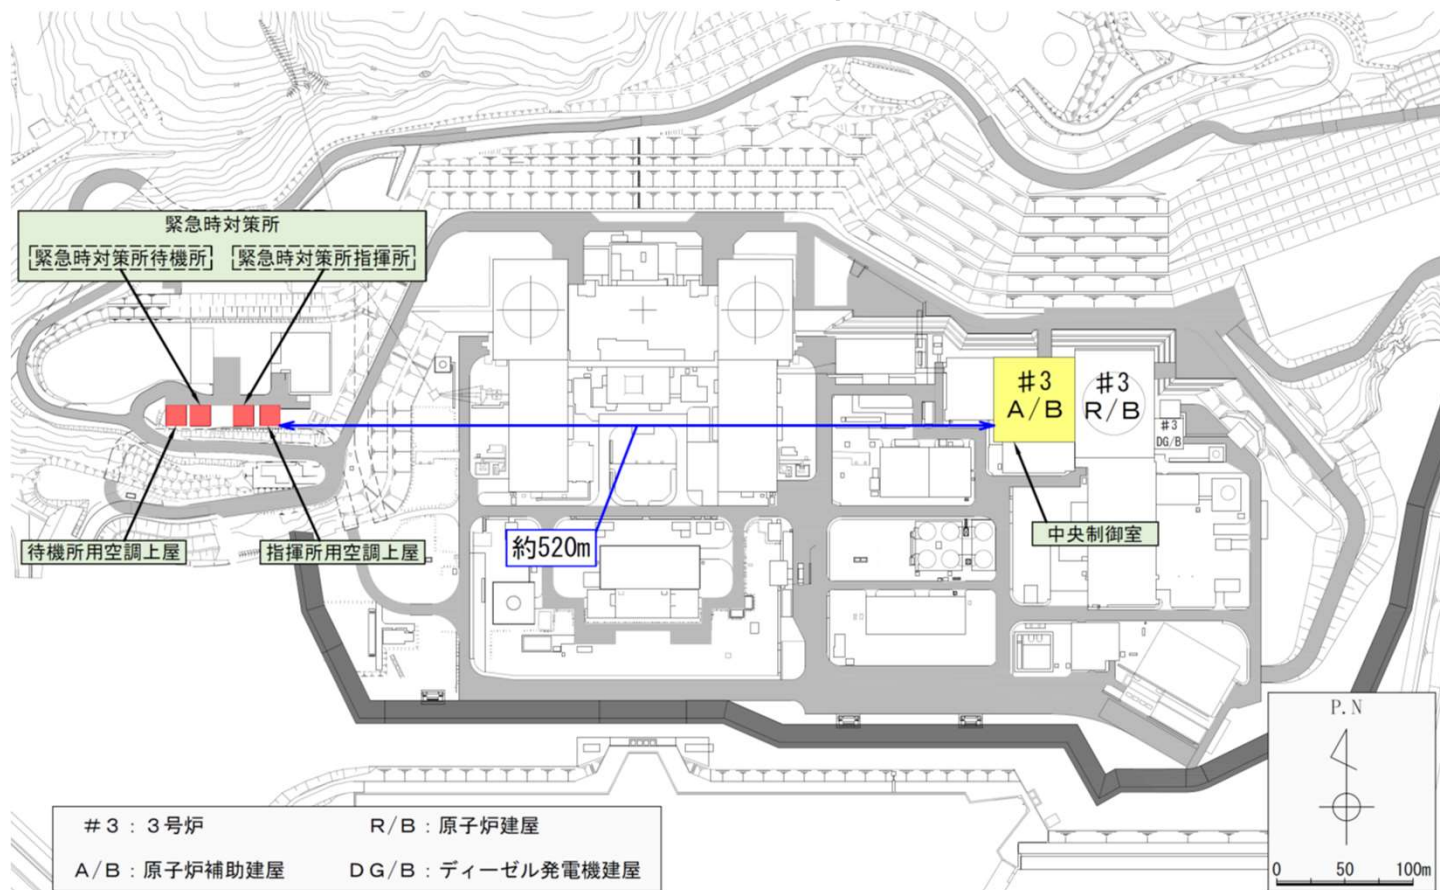 緊急時対策所
緊急時対策所待機所 緊急時対策所指揮所
#3
A/B
#3
R/B
#3
DG/B
待機所用空調上屋
指揮所用空調上屋
約520m
中央制御室
P.N
0 50 100m
#3:3号炉
R/B:原子炉建屋
A/B:原子炉補助建屋
DG/B:ディーゼル発電機建屋